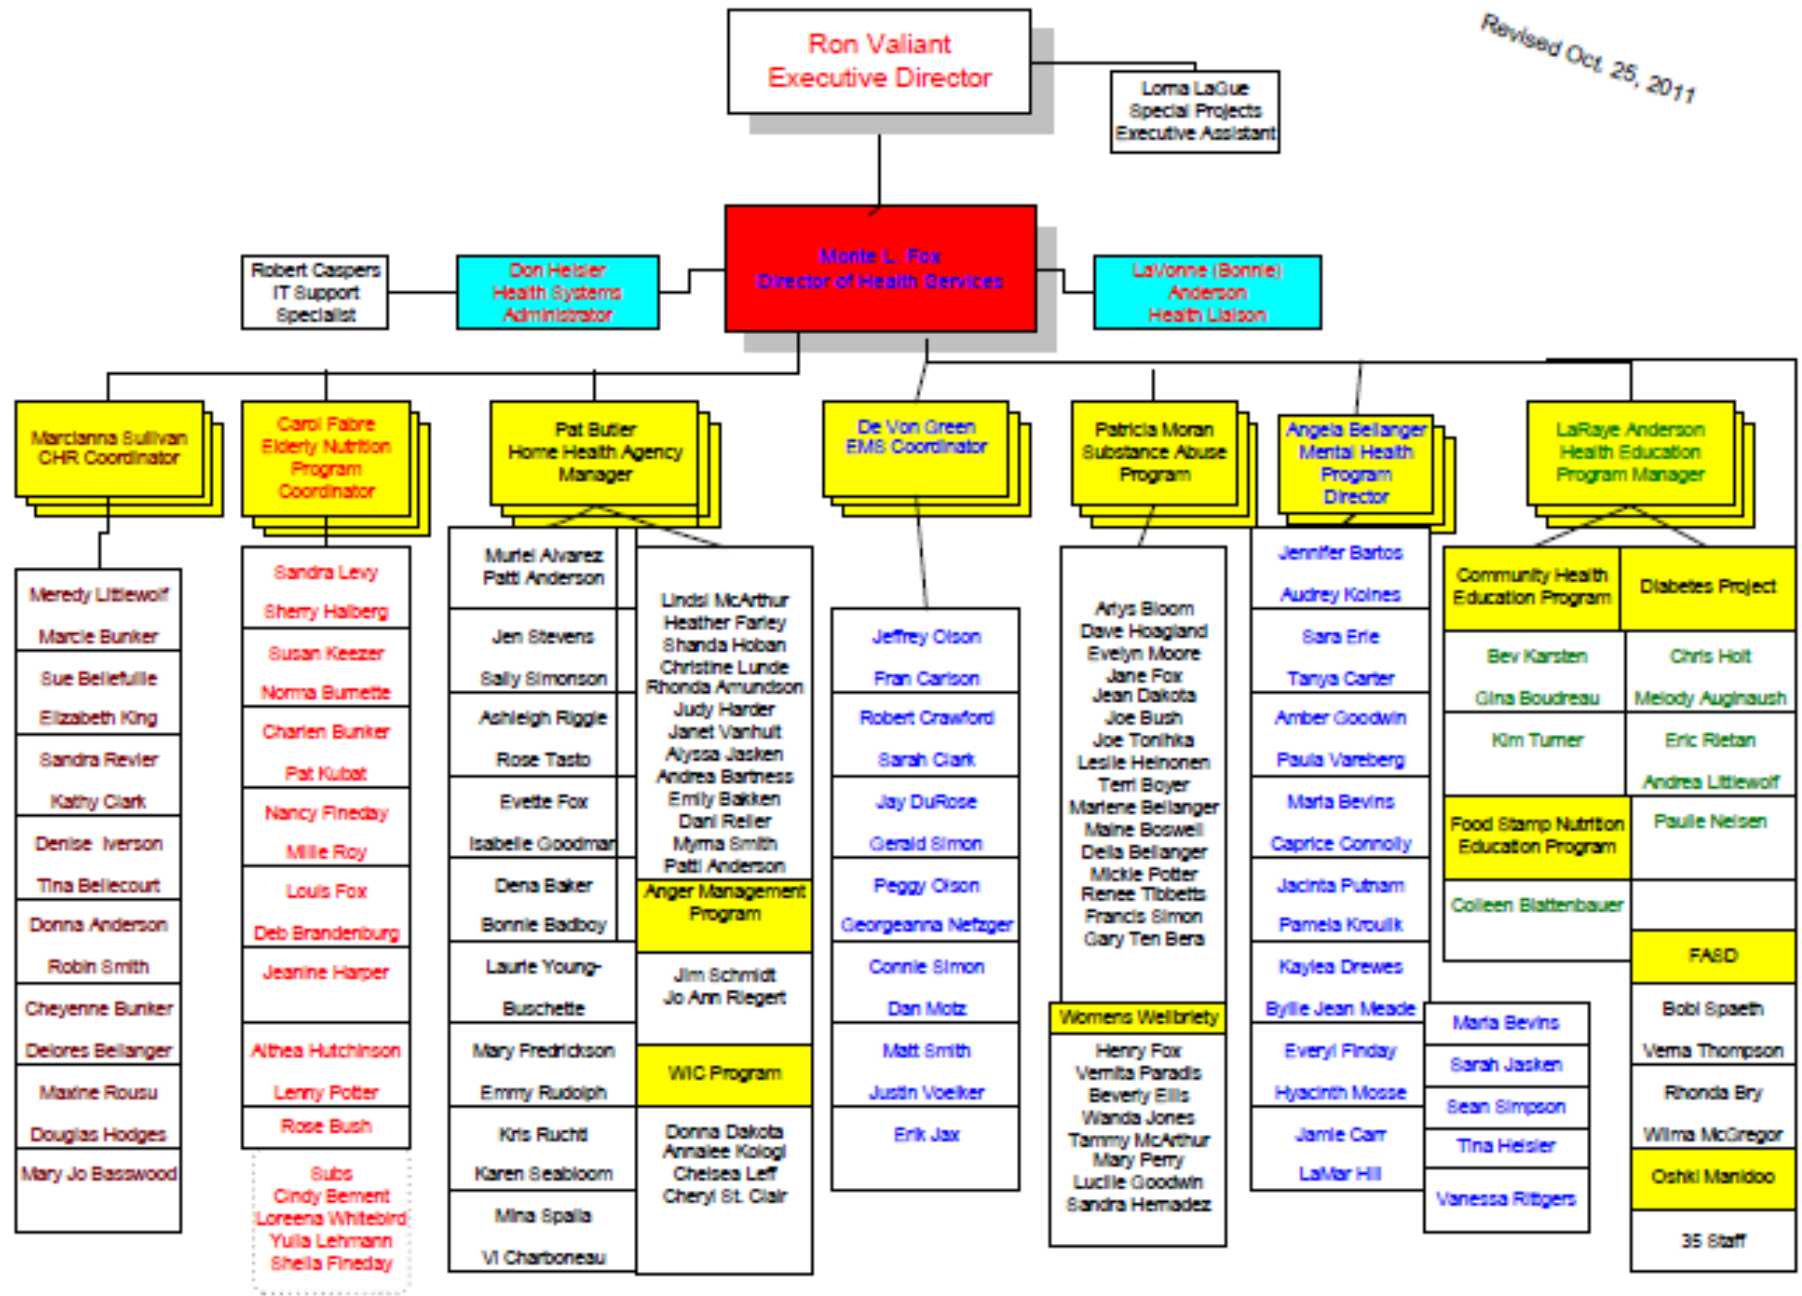 Ron Valiant
Executive Director
Revised Oct. 25, 2011
Lorna LaGue
Special Projects
Executive Assistant
Monte L. Fox
Director of Health Services
Robert Caspers
IT Support
Specialist
Don Heisler
Health Systems
Administrator
LaVonne (Bonnie)
Anderson
Health Liaison
Marcianna Sullivan
CHR Coordinator
Meredy Littlewolf
Marcie Bunker
Sue Bellefuille
Elizabeth King
Sandra Revier
Kathy Clark
Denise Iverson
Tina Bellecourt
Donna Anderson
Robin Smith
Cheyenne Bunker
Delores Bellanger
Maxine Rousu
Douglas Hodges
Mary Jo Basswood
Carol Fabre
Elderly Nutrition
Program
Coordinator
Sandra Levy
Sherry Halberg
Susan Keezer
Norma Burnette
Charlen Bunker
Pat Kubat
Nancy Fineday
Millie Roy
Louis Fox
Deb Brandenburg
Jeanine Harper
Althea Hutchinson
Lenny Potter
Rose Bush
Subs
Cindy Bement
Loreena Whitebird
Yulia Lehmann
Sheila Fineday
Pat Butler
Home Health Agency
Manager
Muriel Alvarez
Patti Anderson
Jen Stevens
Sally Simonson
Ashleigh Riggle
Rose Tasto
Evette Fox
Isabelle Goodman
Dena Baker
Bonnie Badboy
Laurie Young-
Buschette
Mary Fredrickson
Emmy Rudolph
Kris Ruchti
Karen Seabloom
Mina Spalla
Vi Charboneau
Lindsi McArthur
Heather Farley
Shanda Hoban
Christine Lunde
Rhonda Amundson
Judy Harder
Janet Vanhult
Alyssa Jasken
Andrea Bartness
Emily Bakken
Dani Reller
Myrna Smith
Patti Anderson
Anger Management
Program
Jim Schmidt
Jo Ann Riegert
WIC Program
Donna Dakota
Annalee Kologi
Chelsea Leff
Cheryl St. Clair
De Von Green
EMS Coordinator
Jeffrey Olson
Fran Carlson
Robert Crawford
Sarah Clark
Jay DuRose
Gerald Simon
Peggy Olson
Georgeanna Netzger
Connie Simon
Dan Motz
Matt Smith
Justin Voelker
Erik Jax
Patricia Moran
Substance Abuse
Program
Arlys Bloom
Dave Hoagland
Evelyn Moore
Jane Fox
Jean Dakota
Joe Bush
Joe Tonihka
Leslie Heinonen
Terri Boyer
Marlene Bellanger
Maine Boswell
Della Bellanger
Mickie Potter
Renee Tibbetts
Francis Simon
Gary Ten Bera
Womens Wellbriety
Henry Fox
Vernita Paradis
Beverly Ellis
Wanda Jones
Tammy McArthur
Mary Perry
Lucille Goodwin
Sandra Hernadez
Angela Bellanger
Mental Health
Program
Director
Jennifer Bartos
Audrey Kolnes
Sara Erie
Tanya Carter
Amber Goodwin
Paula Vareberg
Marla Bevins
Caprice Connolly
Jacinta Putnam
Pamela Kroulik
Kaylea Drewes
Byllie Jean Meade
Everyl Finday
Hyacinth Mosse
Jamie Carr
LaMar Hill
Marla Bevins
Sarah Jasken
Sean Simpson
Tina Heisler
Vanessa Rittgers
LaRaye Anderson
Health Education
Program Manager
Community Health
Education Program
Bev Karsten
Gina Boudreau
Kim Turner
Food Stamp Nutrition
Education Program
Colleen Blattenbauer
Diabetes Project
Chris Holt
Melody Auginaush
Eric Rietan
Andrea Littlewolf
Paulie Nelsen
FASD
Bobi Spaeth
Verna Thompson
Rhonda Bry
Wilma McGregor
Oshki Manidoo
35 Staff